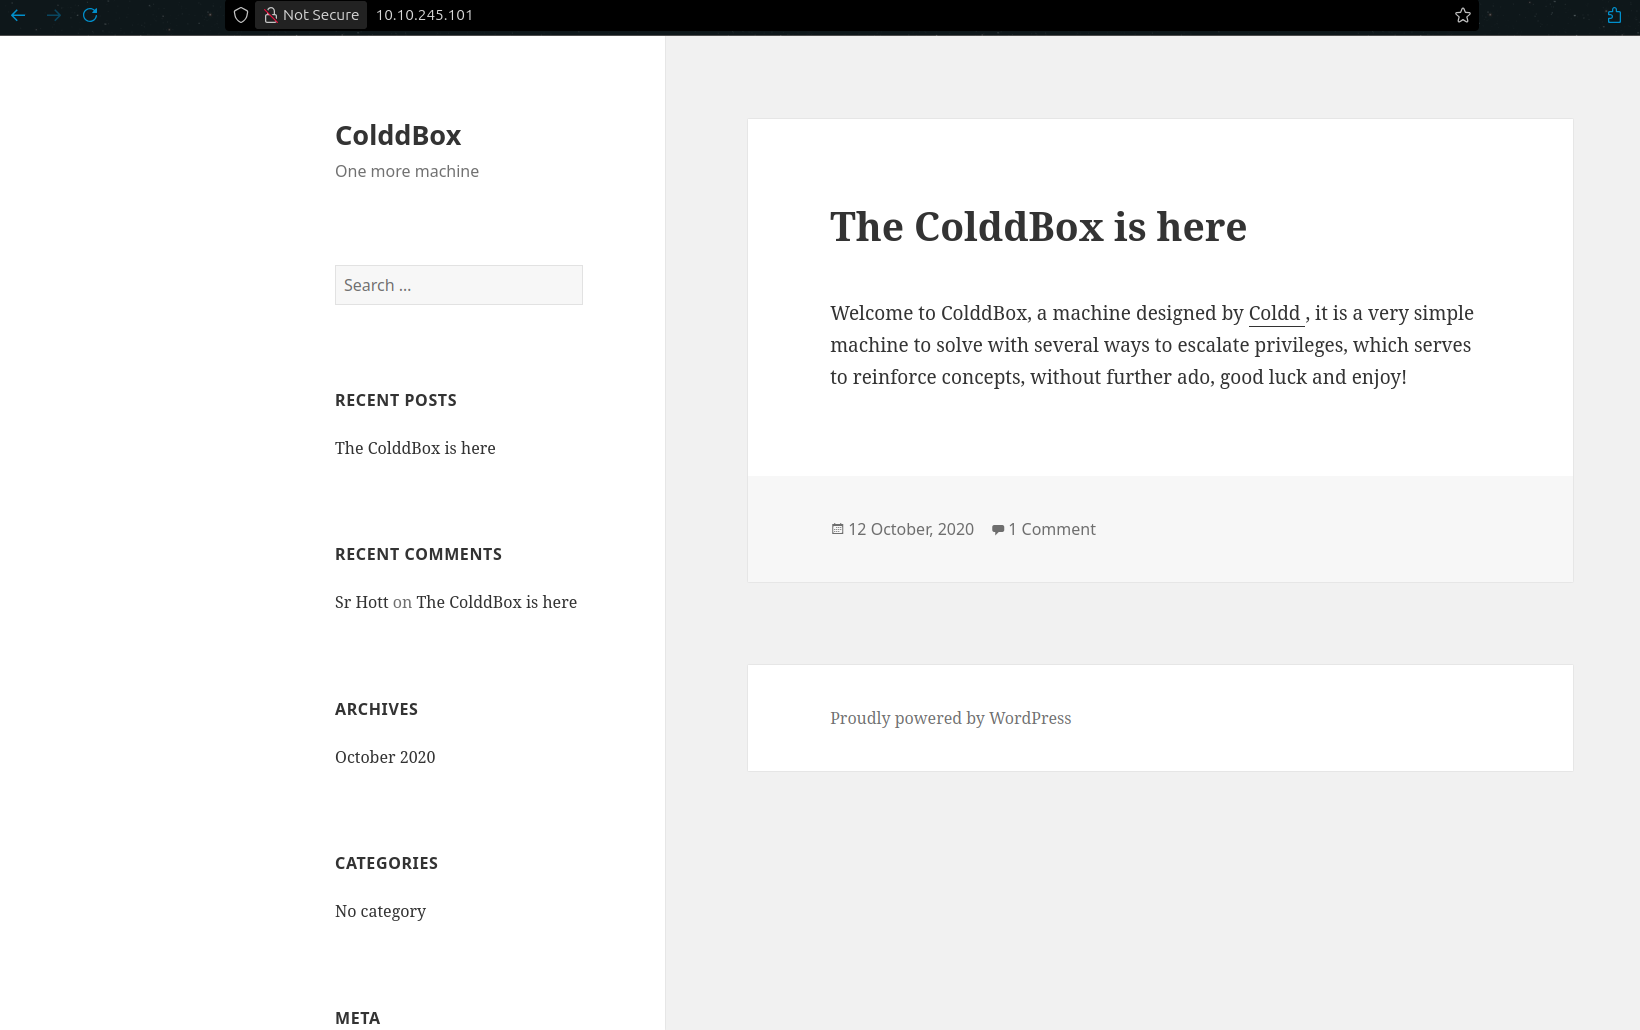 Not Secure 10.10.245.101
ColddBox
One more machine
Search ...
RECENT POSTS
The ColddBox is here
RECENT COMMENTS
Sr Hott on The ColddBox is here
ARCHIVES
October 2020
CATEGORIES
No category
META
The ColddBox is here
Welcome to ColddBox, a machine designed by Coldd , it is a very simple
machine to solve with several ways to escalate privileges, which serves
to reinforce concepts, without further ado, good luck and enjoy!
12 October, 2020 1 Comment
Proudly powered by WordPress